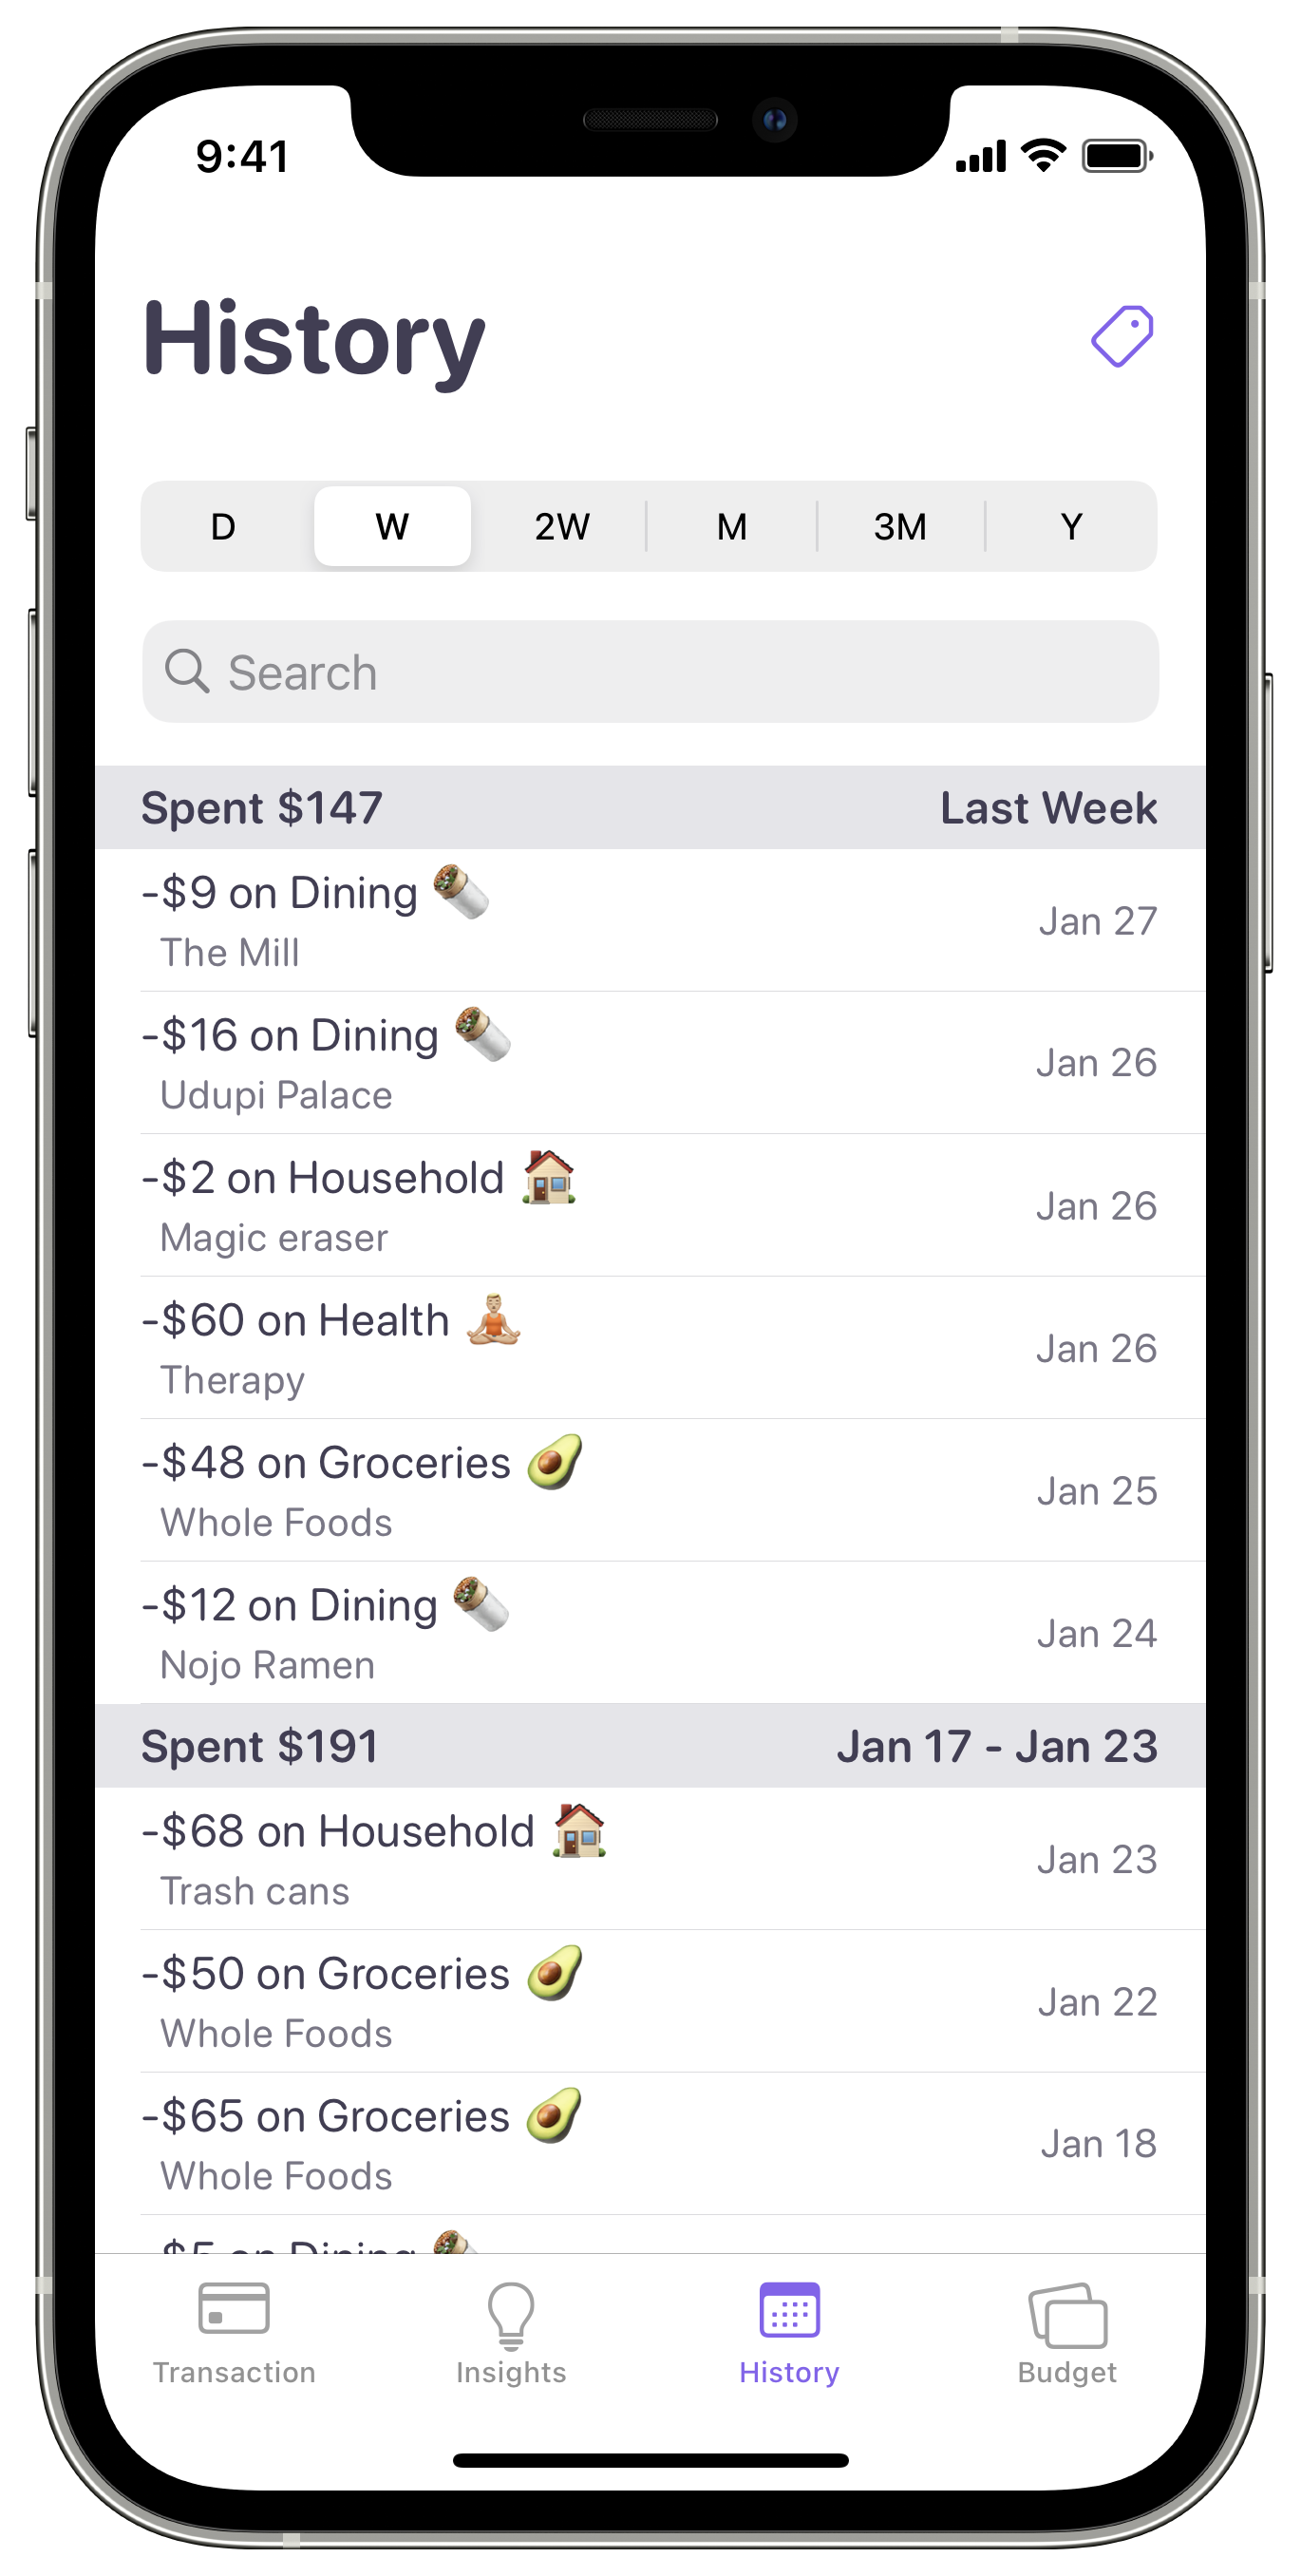 9:41
History
D W 2W M 3M Y
Search
Spent $147 Last Week
-$9 on Dining
The Mill
Jan 27
-$16 on Dining
Udupi Palace
Jan 26
-$2 on Household
Magic eraser
Jan 26
-$60 on Health
Therapy
Jan 26
-$48 on Groceries
Whole Foods
Jan 25
-$12 on Dining
Nojo Ramen
Jan 24
Spent $191 Jan 17 - Jan 23
-$68 on Household
Trash cans
Jan 23
-$50 on Groceries
Whole Foods
Jan 22
-$65 on Groceries
Whole Foods
Jan 18
-$5 on Dining
Transaction Insights History Budget